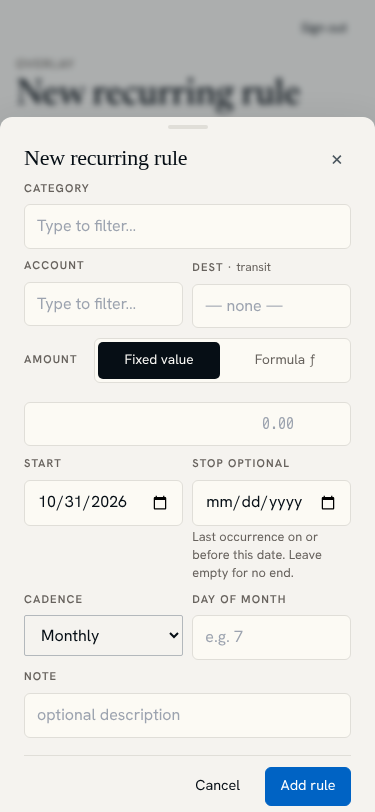 Sign out
OVERLAY
New recurring rule
New recurring rule ×
CATEGORY
Type to filter...
ACCOUNT DEST · transit
Type to filter... — none —
AMOUNT Fixed value Formula ƒ
0.00
START STOP OPTIONAL
10/31/2026 mm/dd/yyyy
Last occurrence on or
before this date. Leave
empty for no end.
CADENCE DAY OF MONTH
Monthly e.g. 7
NOTE
optional description
Cancel Add rule